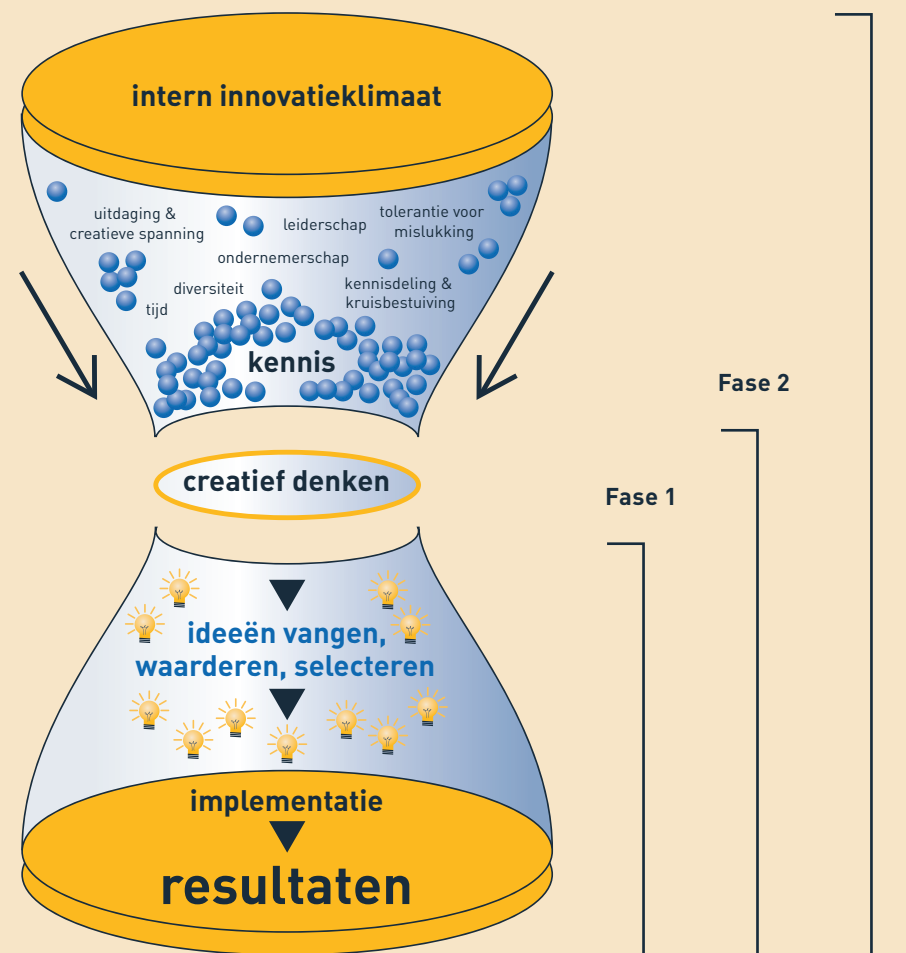 intern innovatieklimaat
uitdaging &
creatieve spanning
leiderschap
tolerantie voor
mislukking
ondernemerschap
diversiteit
kennisdeling &
kruisbestuiving
tijd
kennis
Fase 2
creatief denken
Fase 1
ideeën vangen,
waarderen, selecteren
implementatie
resultaten